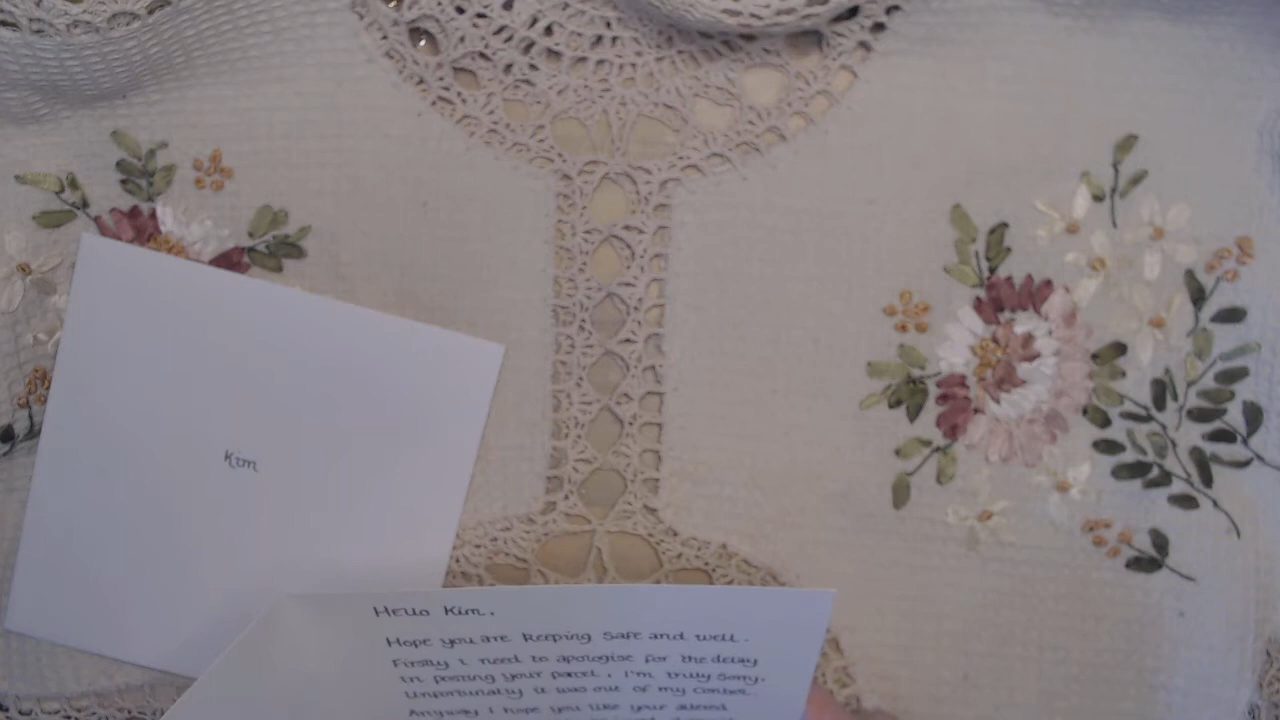 Kim
Hello Kim.
Hope you are keeping safe and well.
Firstly i need to apologise for the delay
in posting your parcel, I'm truly sorry.
Unfortunately it was out of my control.
Anyway I hope you like your altered